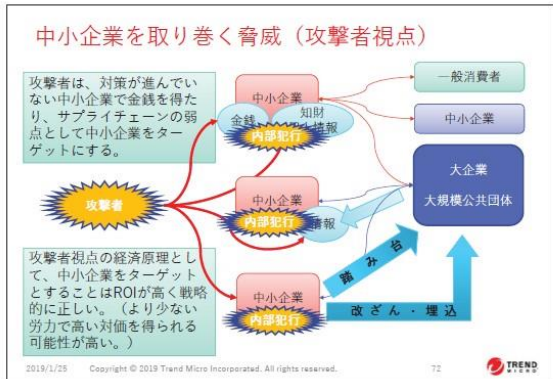 中小企業を取り巻く脅威（攻撃者視点）
攻撃者は、対策が進んでい
ない中小企業で金銭を得た
り、サプライチェーンの弱
点として中小企業をター
ゲットにする。
中小企業
金銭
知財
情報
内部犯行
一般消費者
中小企業
大企業
大規模公共団体
攻撃者
中小企業
情報
内部犯行
攻撃者視点の経済原理とし
て、中小企業をターゲット
とすることはROIが高く戦略
的に正しい。（より少ない
労力で高い対価を得られる
可能性が高い。）
中小企業
内部犯行
踏み台
改ざん・埋込
2019/1/25
Copyright © 2019 Trend Micro Incorporated. All rights reserved.
72
TREND
MICRO